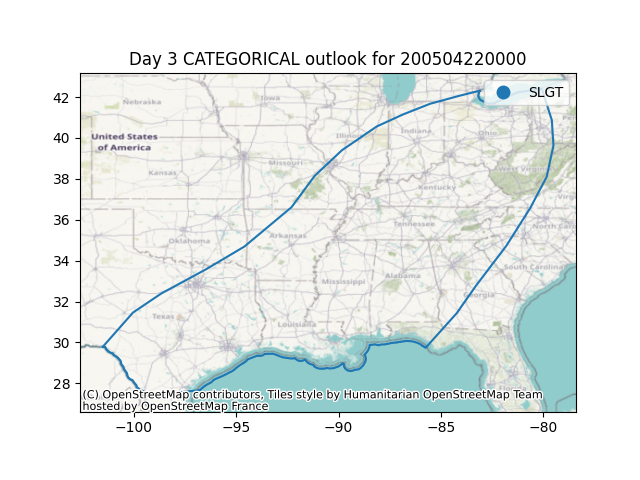 Day 3 CATEGORICAL outlook for 200504220000
SLGT
42
40
38
36
34
32
30
28
Nebraska
Iowa
United States
of America
Illinois
Indiana
Ohio
Kansas
Missouri
West Virginia
Kentucky
Oklahoma
Arkansas
Tennessee
North Car
South Carolina
Mississippi
Alabama
Georgia
Texas
Louisiana
(C) OpenStreetMap contributors, Tiles style by Humanitarian OpenStreetMap Team
hosted by OpenStreetMap France
−100
−95
−90
−85
−80